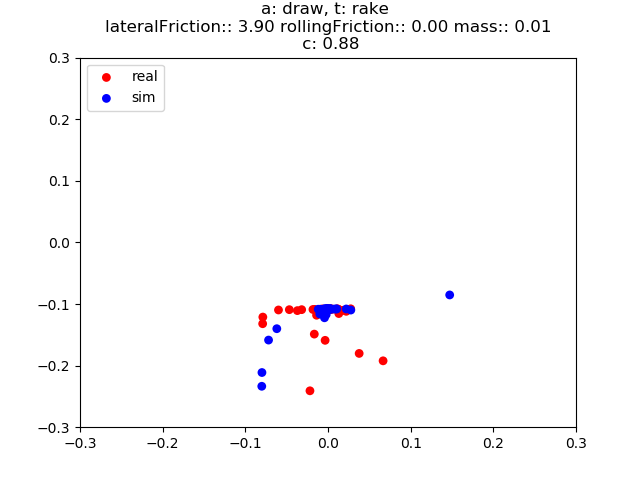 a: draw, t: rake
lateralFriction:: 3.90 rollingFriction:: 0.00 mass:: 0.01
c: 0.88
real
sim
0.3
0.2
0.1
0.0
−0.1
−0.2
−0.3
−0.3 −0.2 −0.1 0.0 0.1 0.2 0.3